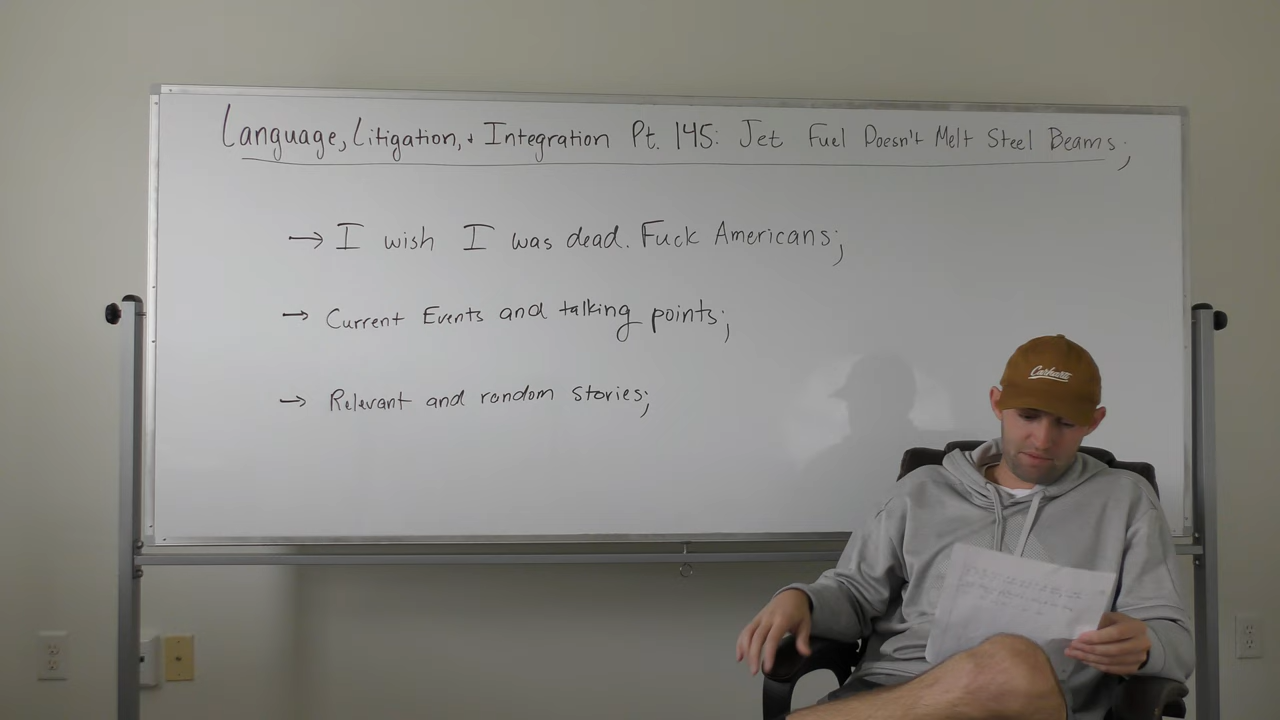 Language, Litigation, + Integration Pt. 145: Jet Fuel Doesn't Melt Steel Beams;
→ I wish I was dead. Fuck Americans;
→ Current Events and talking points;
→ Relevant and random stories;
Carhartt